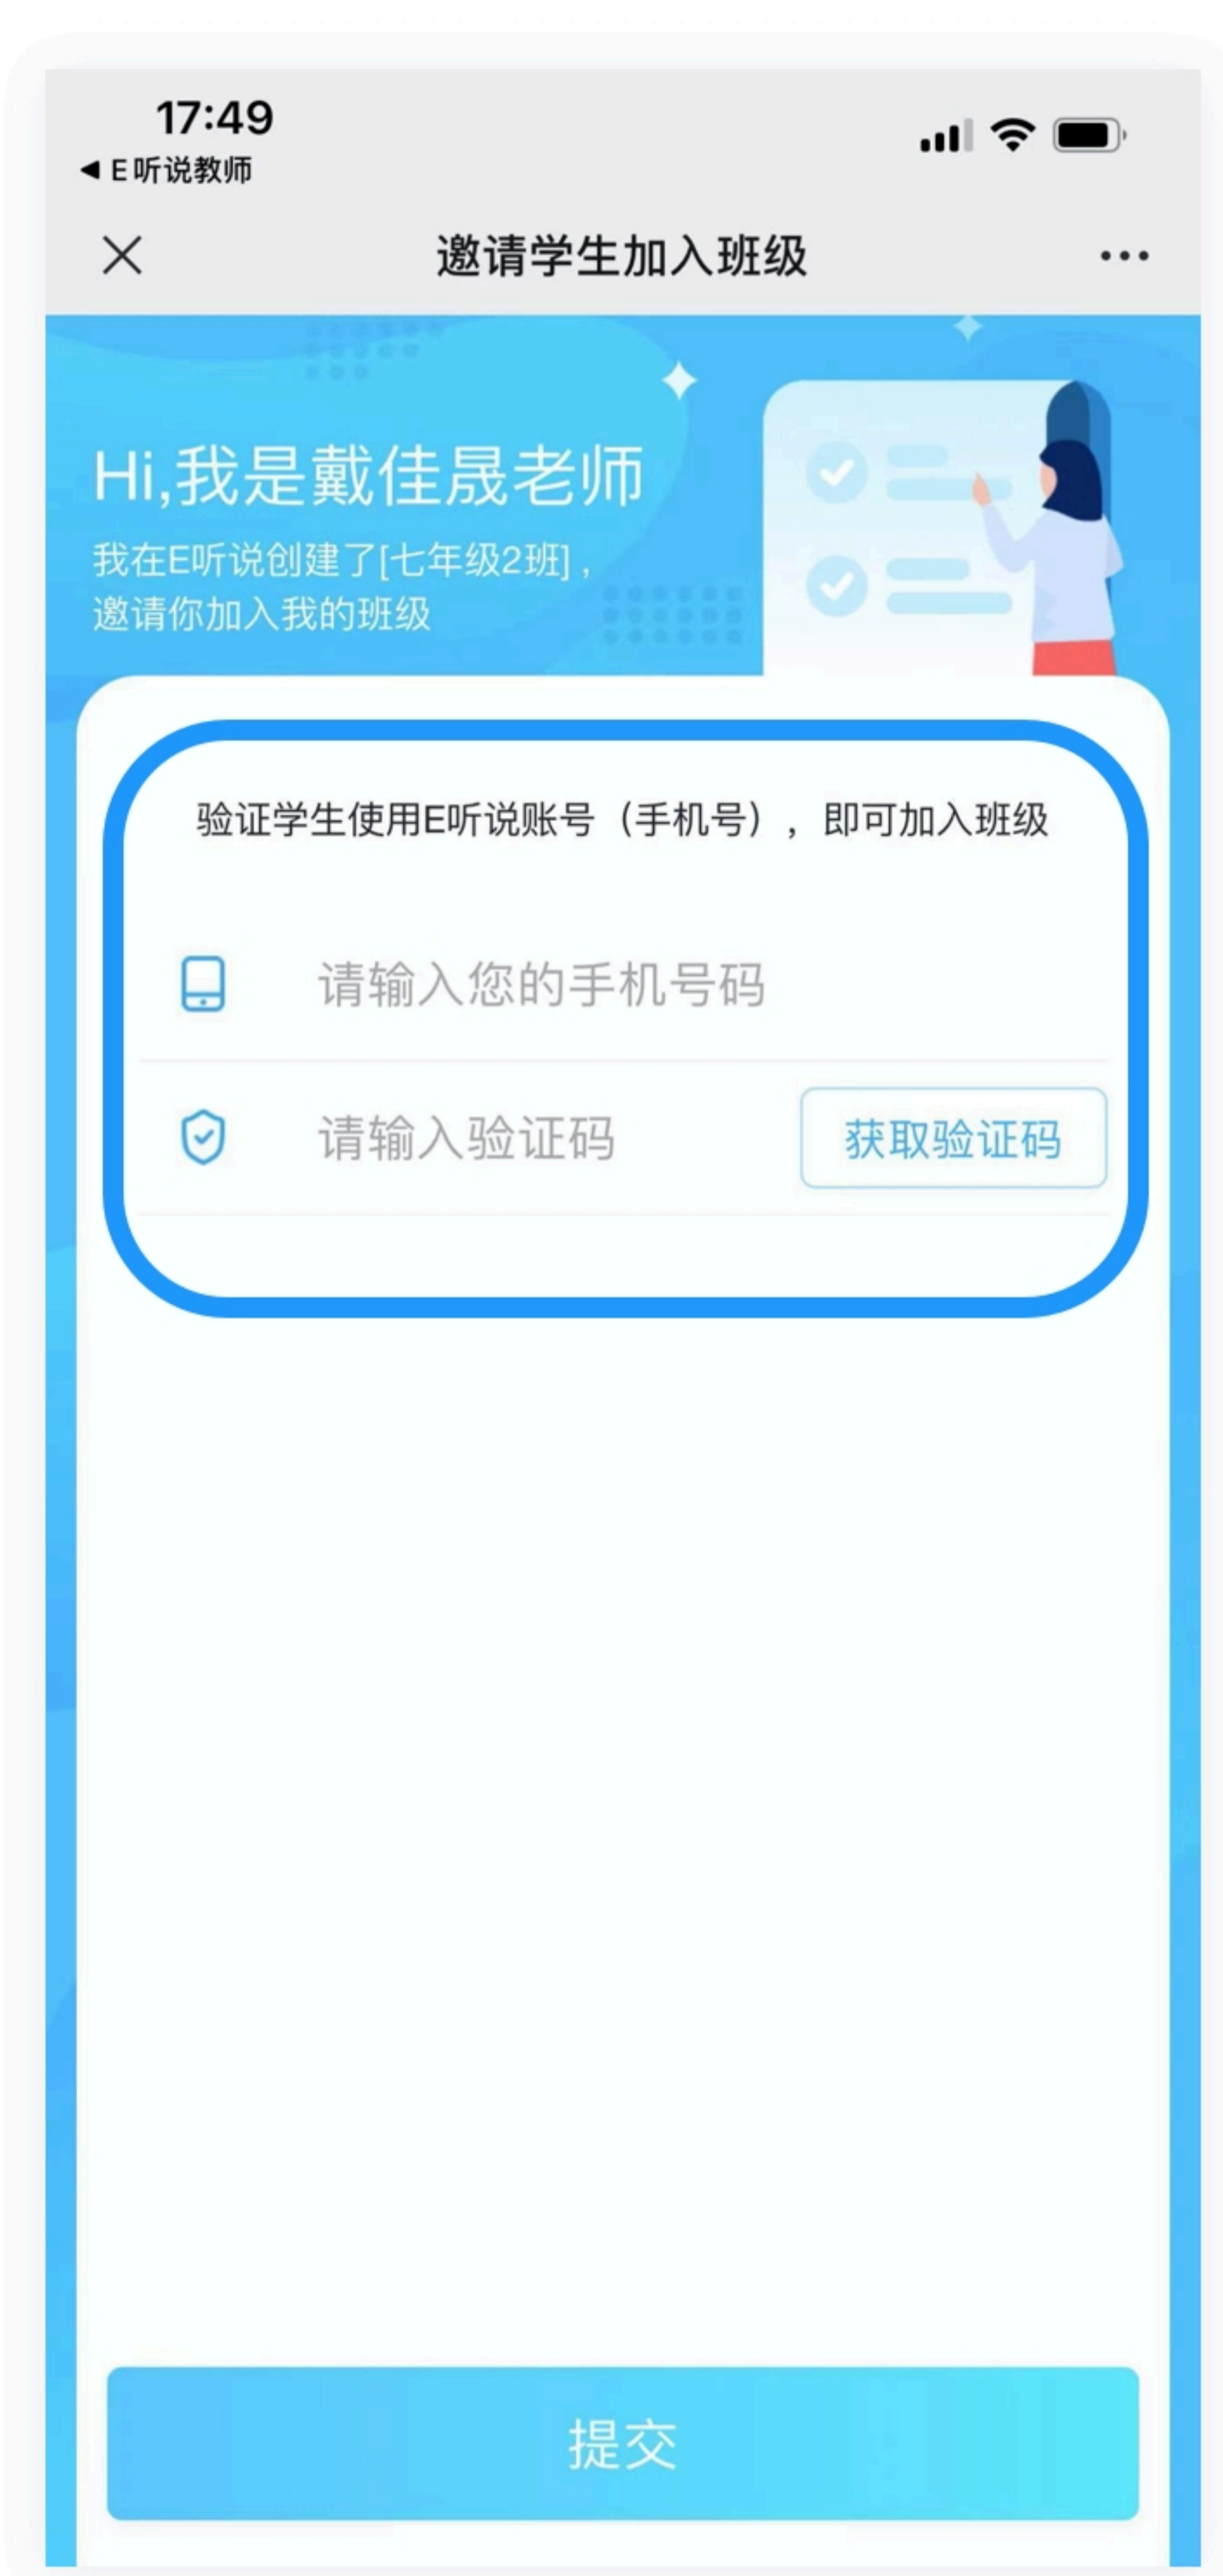 17:49
◀ E听说教师
邀请学生加入班级
Hi,我是戴佳晟老师
我在E听说创建了[七年级2班] ,
邀请你加入我的班级
验证学生使用E听说账号（手机号），即可加入班级
请输入您的手机号码
请输入验证码
获取验证码
提交